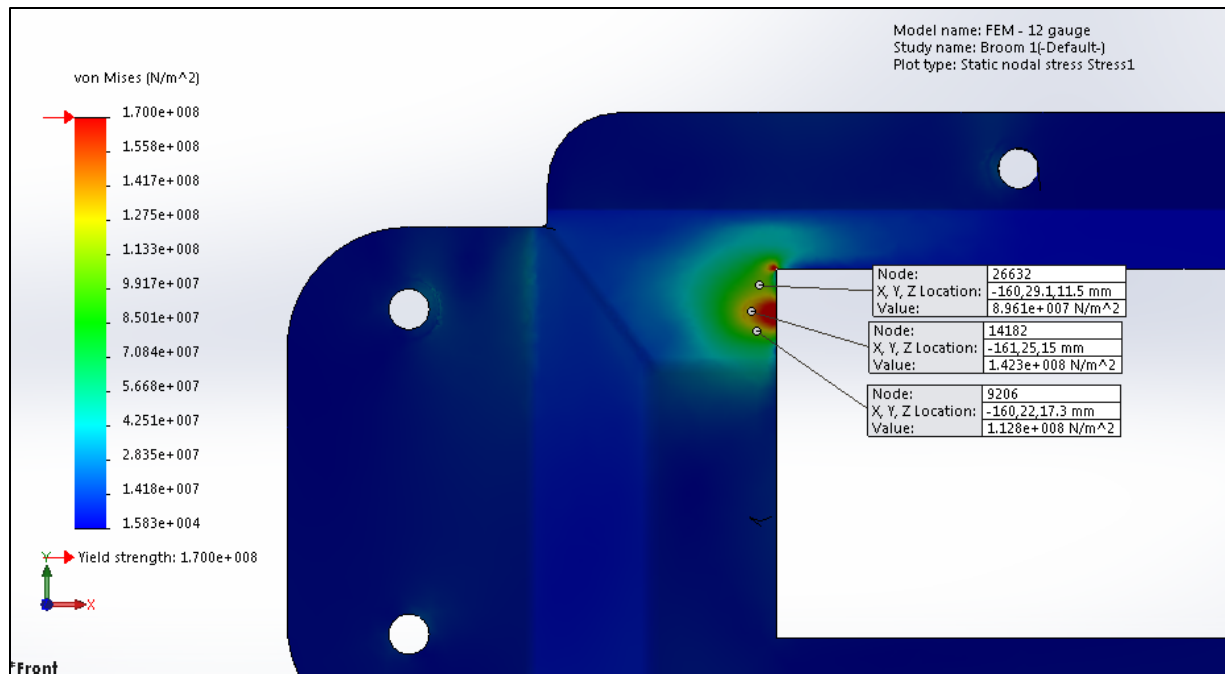 Model name: FEM - 12 gauge
Study name: Broom 1(-Default-)
Plot type: Static nodal stress Stress1
von Mises (N/m^2)
1.700e+008
1.558e+008
1.417e+008
1.275e+008
1.133e+008
9.917e+007
8.501e+007
7.084e+007
5.668e+007
4.251e+007
2.835e+007
1.418e+007
1.583e+004
Yield strength: 1.700e+008
Node: 26632
X, Y, Z Location: -160,29.1,11.5 mm
Value: 8.961e+007 N/m^2
Node: 14182
X, Y, Z Location: -161,25,15 mm
Value: 1.423e+008 N/m^2
Node: 9206
X, Y, Z Location: -160,22,17.3 mm
Value: 1.128e+008 N/m^2
Y
X
*Front